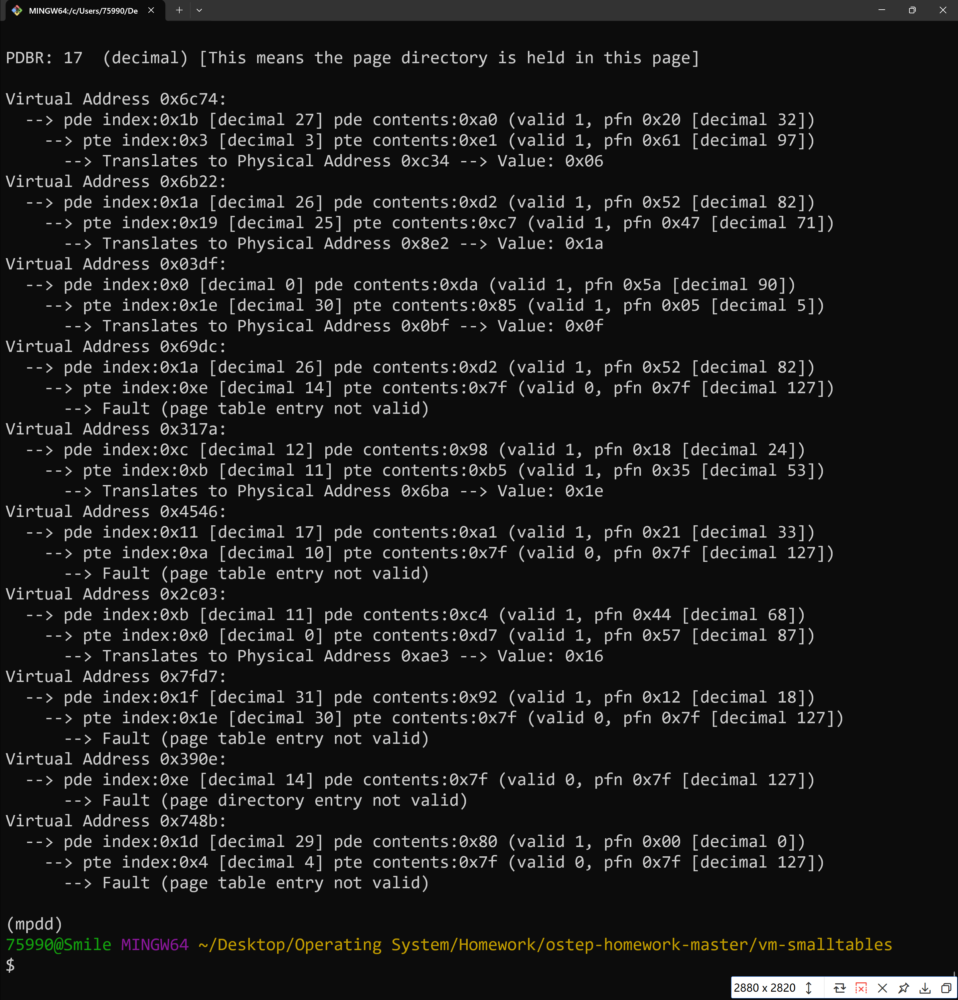 MINGW64:/c/Users/75990/De
PDBR: 17  (decimal) [This means the page directory is held in this page]
Virtual Address 0x6c74:
  --> pde index:0x1b [decimal 27] pde contents:0xa0 (valid 1, pfn 0x20 [decimal 32])
    --> pte index:0x3 [decimal 3] pte contents:0xe1 (valid 1, pfn 0x61 [decimal 97])
      --> Translates to Physical Address 0xc34 --> Value: 0x06
Virtual Address 0x6b22:
  --> pde index:0x1a [decimal 26] pde contents:0xd2 (valid 1, pfn 0x52 [decimal 82])
    --> pte index:0x19 [decimal 25] pte contents:0xc7 (valid 1, pfn 0x47 [decimal 71])
      --> Translates to Physical Address 0x8e2 --> Value: 0x1a
Virtual Address 0x03df:
  --> pde index:0x0 [decimal 0] pde contents:0xda (valid 1, pfn 0x5a [decimal 90])
    --> pte index:0x1e [decimal 30] pte contents:0x85 (valid 1, pfn 0x05 [decimal 5])
      --> Translates to Physical Address 0x0bf --> Value: 0x0f
Virtual Address 0x69dc:
  --> pde index:0x1a [decimal 26] pde contents:0xd2 (valid 1, pfn 0x52 [decimal 82])
    --> pte index:0xe [decimal 14] pte contents:0x7f (valid 0, pfn 0x7f [decimal 127])
      --> Fault (page table entry not valid)
Virtual Address 0x317a:
  --> pde index:0xc [decimal 12] pde contents:0x98 (valid 1, pfn 0x18 [decimal 24])
    --> pte index:0xb [decimal 11] pte contents:0xb5 (valid 1, pfn 0x35 [decimal 53])
      --> Translates to Physical Address 0x6ba --> Value: 0x1e
Virtual Address 0x4546:
  --> pde index:0x11 [decimal 17] pde contents:0xa1 (valid 1, pfn 0x21 [decimal 33])
    --> pte index:0xa [decimal 10] pte contents:0x7f (valid 0, pfn 0x7f [decimal 127])
      --> Fault (page table entry not valid)
Virtual Address 0x2c03:
  --> pde index:0xb [decimal 11] pde contents:0xc4 (valid 1, pfn 0x44 [decimal 68])
    --> pte index:0x0 [decimal 0] pte contents:0xd7 (valid 1, pfn 0x57 [decimal 87])
      --> Translates to Physical Address 0xae3 --> Value: 0x16
Virtual Address 0x7fd7:
  --> pde index:0x1f [decimal 31] pde contents:0x92 (valid 1, pfn 0x12 [decimal 18])
    --> pte index:0x1e [decimal 30] pte contents:0x7f (valid 0, pfn 0x7f [decimal 127])
      --> Fault (page table entry not valid)
Virtual Address 0x390e:
  --> pde index:0xe [decimal 14] pde contents:0x7f (valid 0, pfn 0x7f [decimal 127])
      --> Fault (page directory entry not valid)
Virtual Address 0x748b:
  --> pde index:0x1d [decimal 29] pde contents:0x80 (valid 1, pfn 0x00 [decimal 0])
    --> pte index:0x4 [decimal 4] pte contents:0x7f (valid 0, pfn 0x7f [decimal 127])
      --> Fault (page table entry not valid)
(mpdd)
75990@Smile MINGW64 ~/Desktop/Operating System/Homework/ostep-homework-master/vm-smalltables
$
2880 x 2820